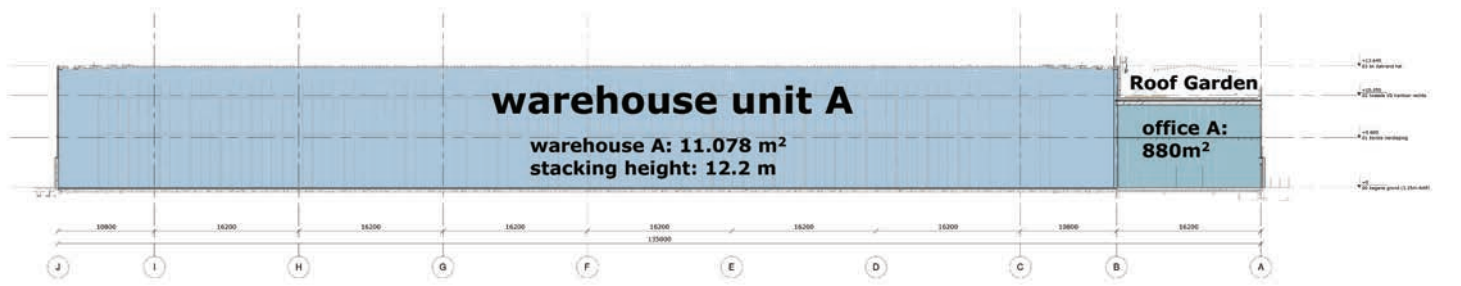 warehouse unit A
warehouse A: 11.078 m²
stacking height: 12.2 m
Roof Garden
office A:
880m²
10800 16200 16200 16200 16200 16200 16200 10800 16200
135000
J I H G F E D C B A